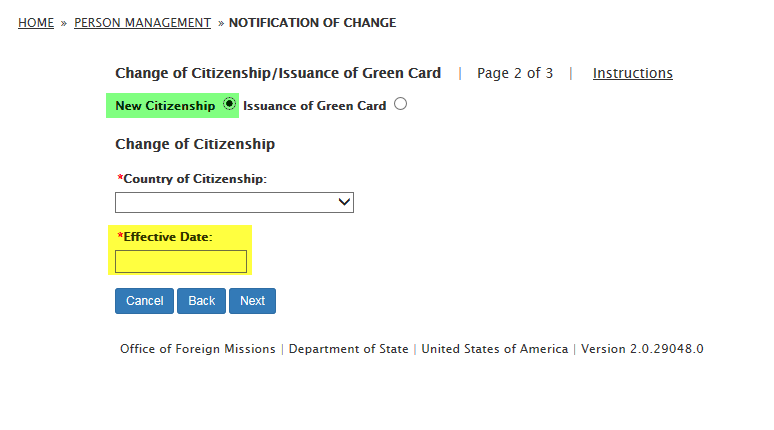 HOME » PERSON MANAGEMENT » NOTIFICATION OF CHANGE
Change of Citizenship/Issuance of Green Card | Page 2 of 3 | Instructions
New Citizenship Issuance of Green Card
Change of Citizenship
*Country of Citizenship:
*Effective Date:
Cancel Back Next
Office of Foreign Missions | Department of State | United States of America | Version 2.0.29048.0